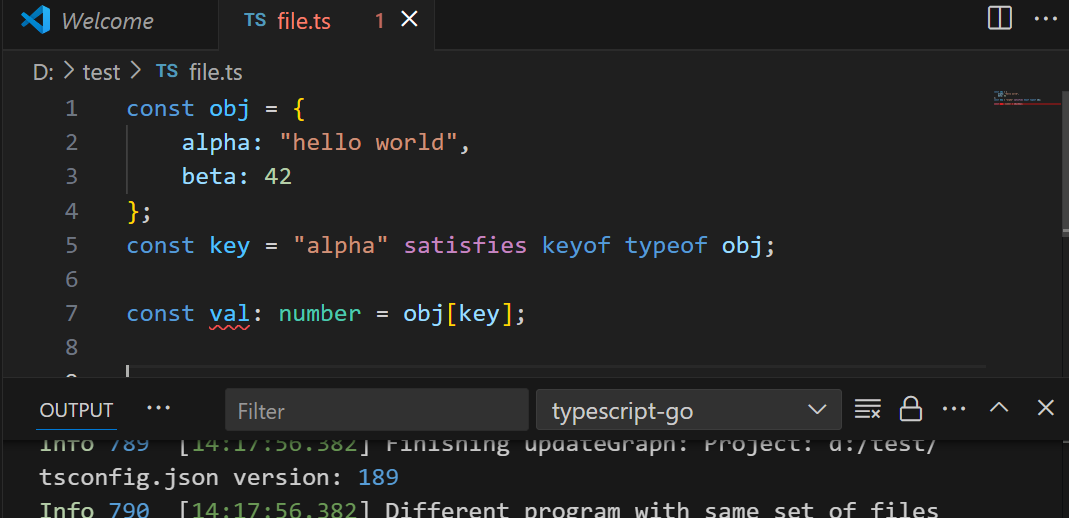 Welcome
TS file.ts 1
D: > test > TS file.ts
1 const obj = {
2 alpha: "hello world",
3 beta: 42
4 };
5 const key = "alpha" satisfies keyof typeof obj;
6
7 const val: number = obj[key];
8
9
OUTPUT ... Filter typescript-go ...
Info 789 [14:17:56.382] Finishing updateGraph: Project: d:/test/
tsconfig.json version: 189
Info 790 [14:17:56.382] Different program with same set of files